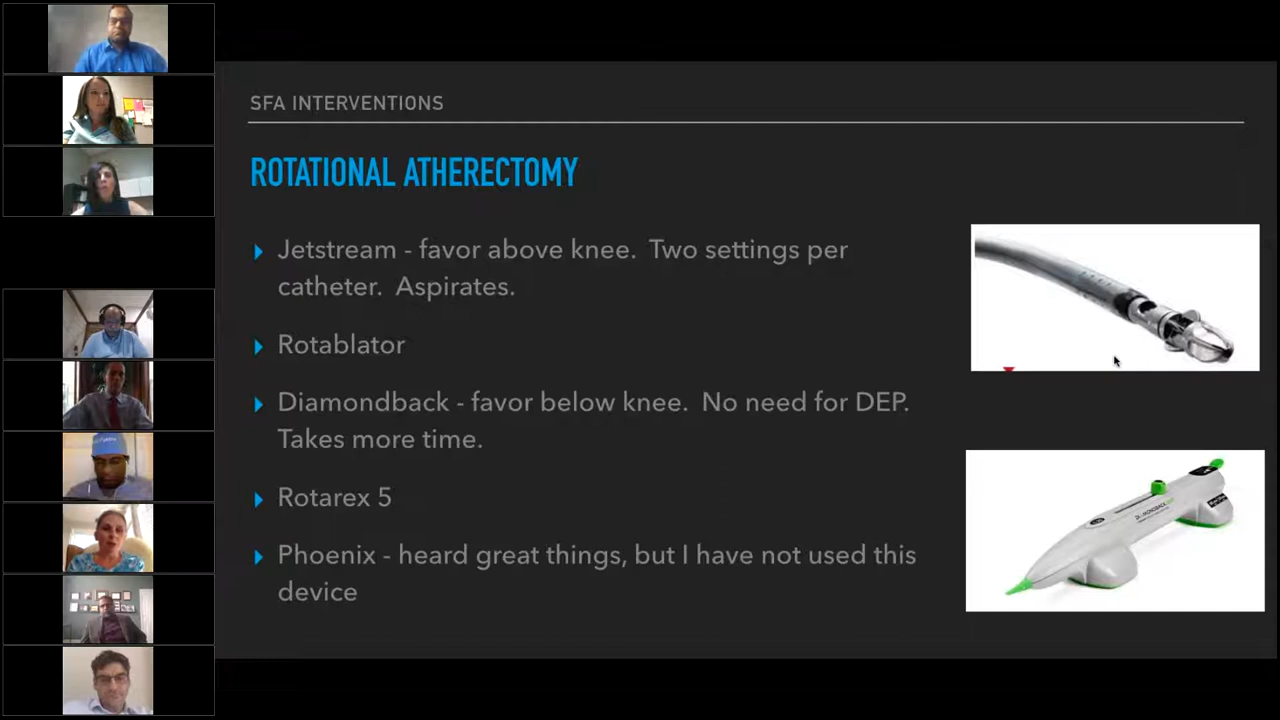 SFA INTERVENTIONS
ROTATIONAL ATHERECTOMY
Jetstream - favor above knee. Two settings per
catheter. Aspirates.
Rotablator
Diamondback - favor below knee. No need for DEP.
Takes more time.
Rotarex 5
Phoenix - heard great things, but I have not used this
device